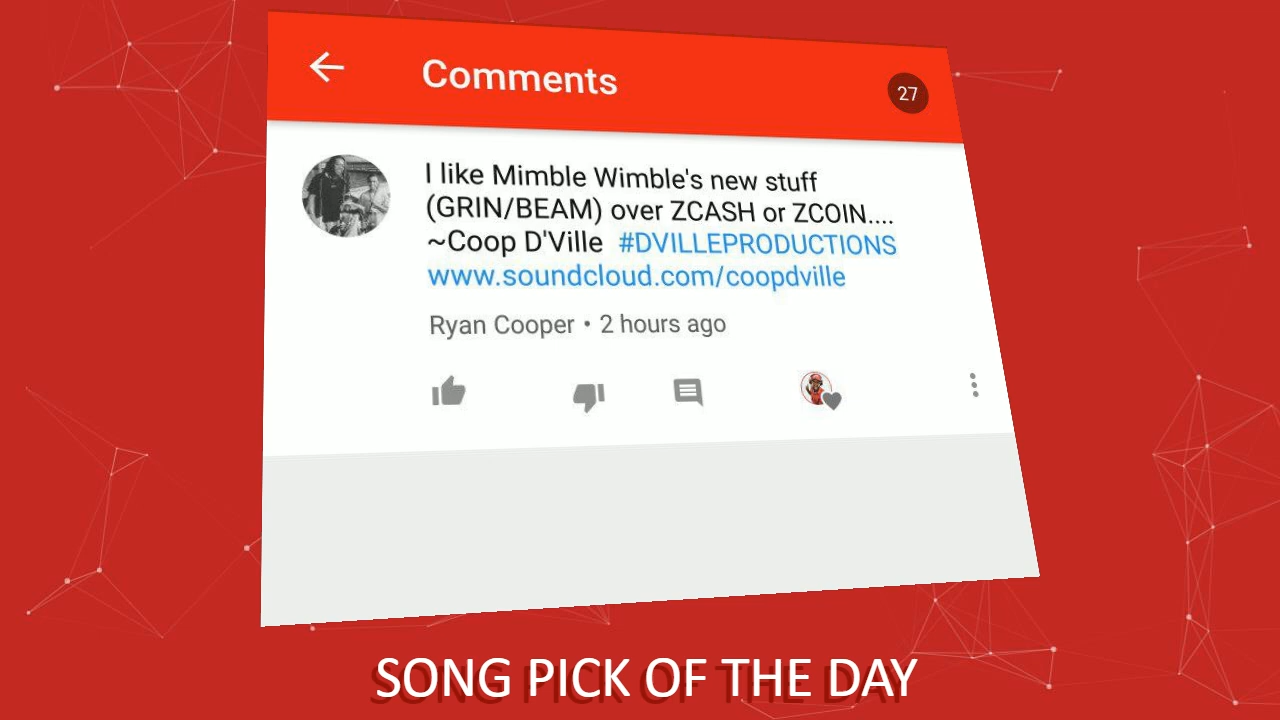 Comments
27
I like Mimble Wimble's new stuff
(GRIN/BEAM) over ZCASH or ZCOIN....
~Coop D'Ville #DVILLEPRODUCTIONS
www.soundcloud.com/coopdville
Ryan Cooper • 2 hours ago
SONG PICK OF THE DAY